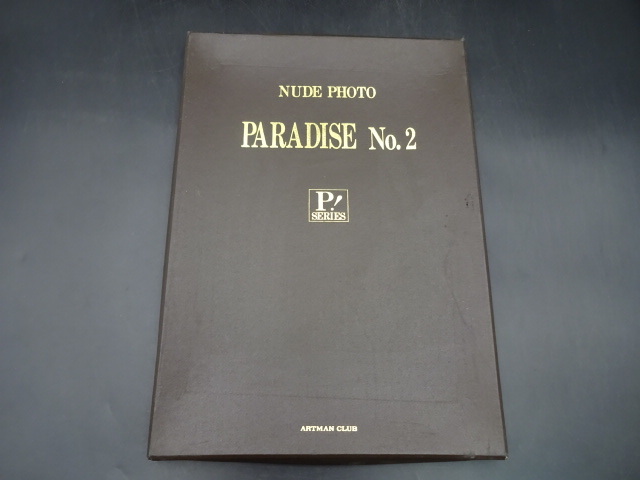 NUDE PHOTO
PARADISE No.2
P!
SERIES
ARTMAN CLUB